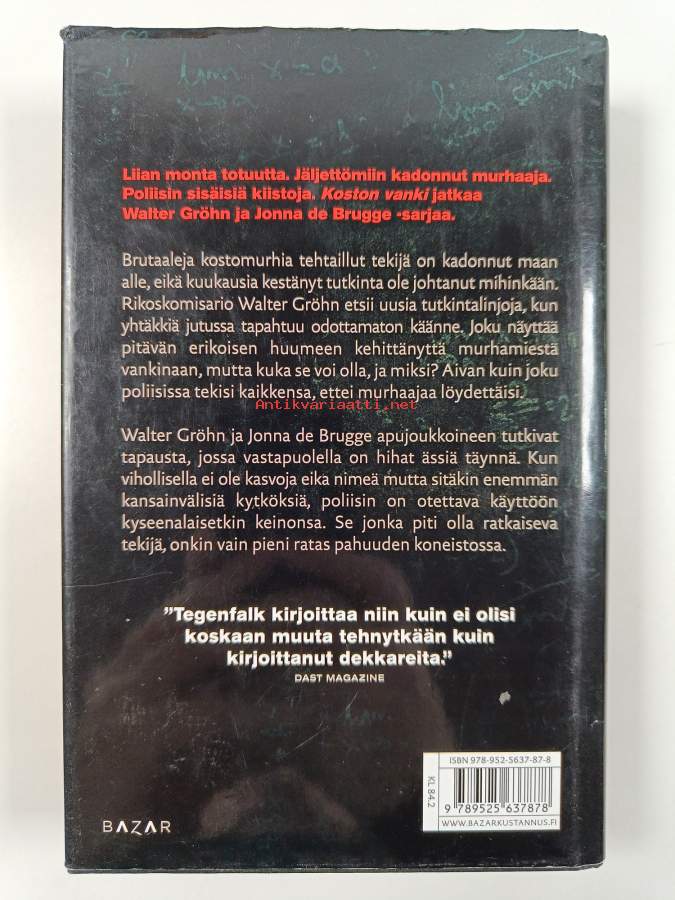 Liian monta totuutta. Jäljettömiin kadonnut murhaaja.
Poliisin sisäisiä kiistoja. Koston vanki jatkaa
Walter Gröhn ja Jonna de Brugge -sarjaa.
Brutaaleja kostomurhia tehtaillut tekijä on kadonnut maan
alle, eikä kuukausia kestänyt tutkinta ole johtanut mihinkään.
Rikoskomisario Walter Gröhn etsii uusia tutkintalinjoja, kun
yhtäkkiä jutussa tapahtuu odottamaton käänne. Joku näyttää
pitävän erikoisen huumeen kehittänyttä murhamiestä
vankinaan, mutta kuka se voi olla, ja miksi? Aivan kuin joku
poliisissa tekisi kaikkensa, ettei murhaajaa löydettäisi.
Antikvariaatti.net
Walter Gröhn ja Jonna de Brugge apujoukkoineen tutkivat
tapausta, jossa vastapuolella on hihat ässiä täynnä. Kun
vihollisella ei ole kasvoja eika nimeä mutta sitäkin enemmän
kansainvälisiä kytköksiä, poliisin on otettava käyttöön
kyseenalaisetkin keinonsa. Se jonka piti olla ratkaiseva
tekijä, onkin vain pieni ratas pahuuden koneistossa.
”Tegenfalk kirjoittaa niin kuin ei olisi
koskaan muuta tehnytkään kuin
kirjoittanut dekkareita.”
DAST MAGAZINE
ISBN 978-952-5637-87-8
KL 84.2
9 789525 637878
WWW.BAZARKUSTANNUS.FI
BAZAR